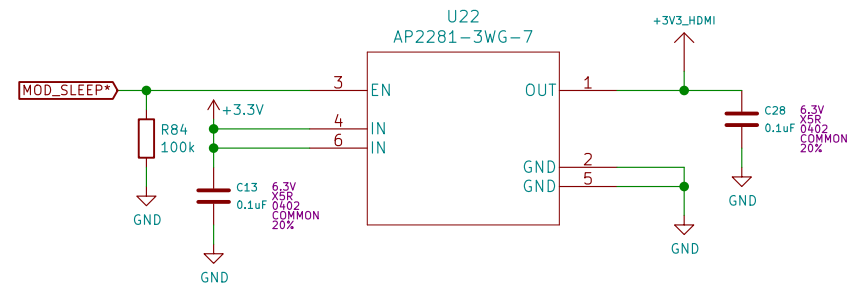 U22
AP2281-3WG-7
+3V3_HDMI
MOD_SLEEP*
3
EN
OUT
1
+3.3V
R84
100k
4
IN
6
IN
C28
0.1uF
6.3V
X5R
0402
COMMON
20%
GND
2
GND
5
C13
0.1uF
6.3V
X5R
0402
COMMON
20%
GND
GND
GND
GND